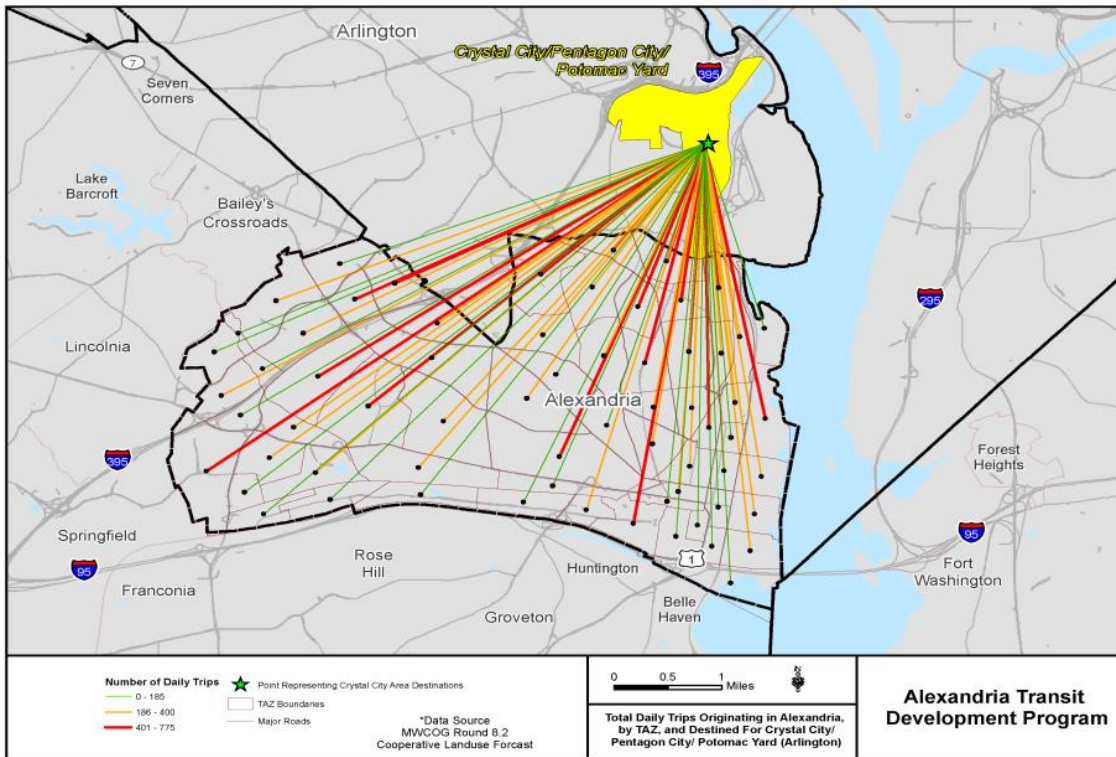 Arlington
Crystal City/Pentagon City/
Potomac Yard
395
7
Seven
Corners
Lake
Barcroft
Bailey's
Crossroads
295
Lincolnia
Alexandria
395
Forest
Heights
Springfield
95
Franconia
Rose
Hill
Huntington
1
Groveton
Belle
Haven
95
Fort
Washington
Number of Daily Trips
0 - 185
186 - 400
401 - 775
Point Representing Crystal City Area Destinations
TAZ Boundaries
Major Roads
*Data Source
MWCOG Round 8.2
Cooperative Landuse Forcast
0 0.5 1
Miles
Total Daily Trips Originating in Alexandria,
by TAZ, and Destined For Crystal City/
Pentagon City/ Potomac Yard (Arlington)
Alexandria Transit
Development Program